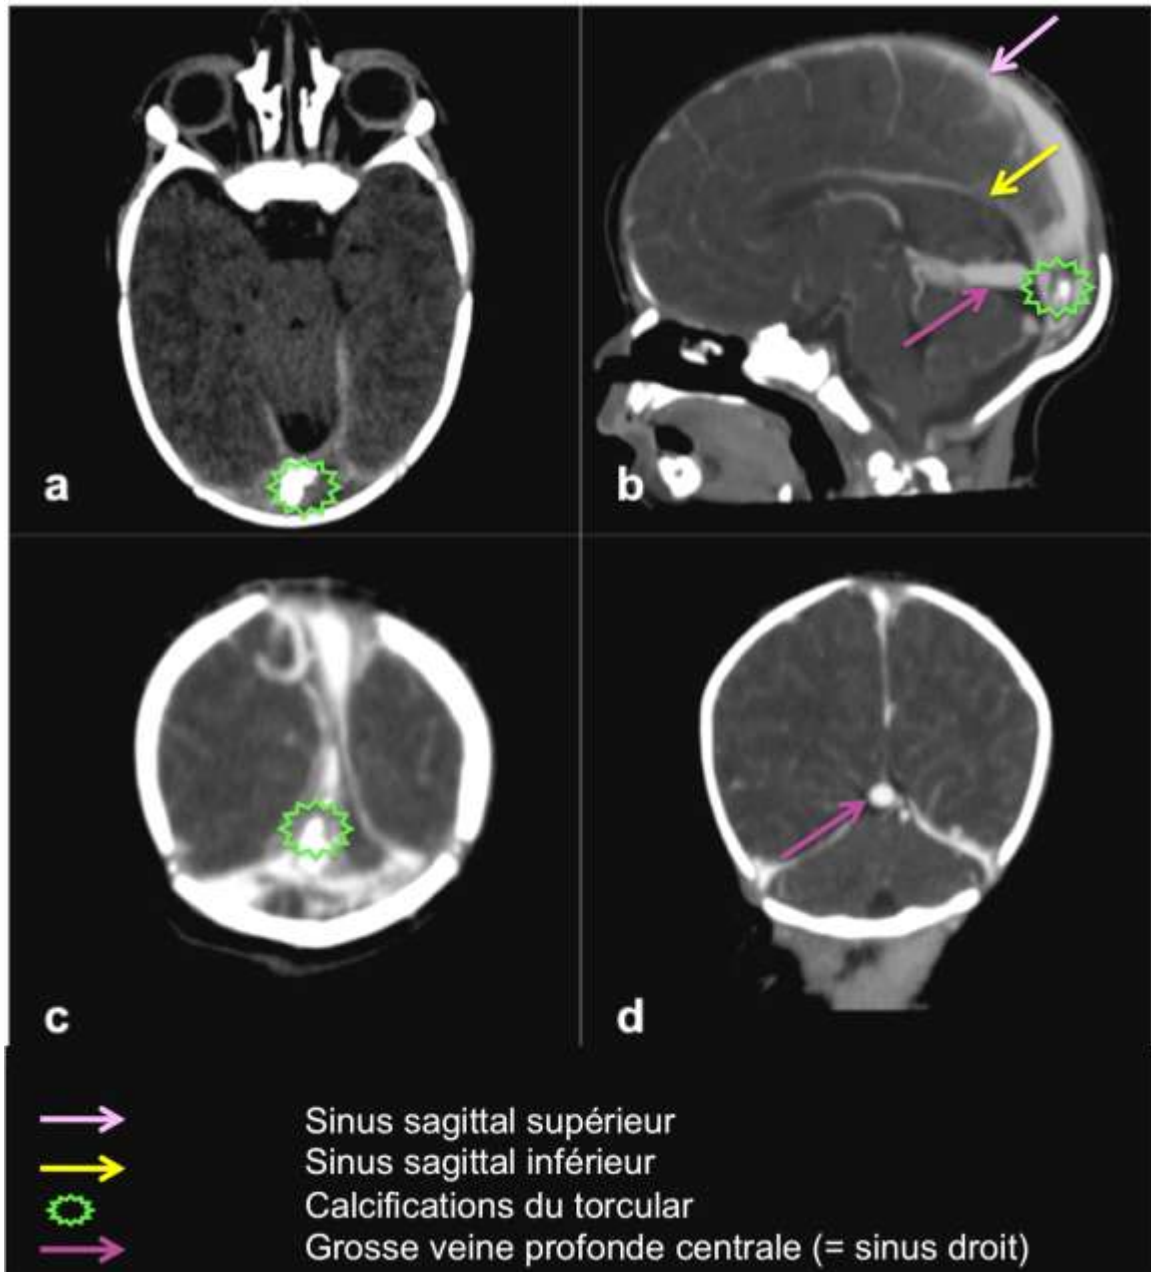 a
b
c
d
Sinus sagittal supérieur
Sinus sagittal inférieur
Calcifications du torcular
Grosse veine profonde centrale (= sinus droit)